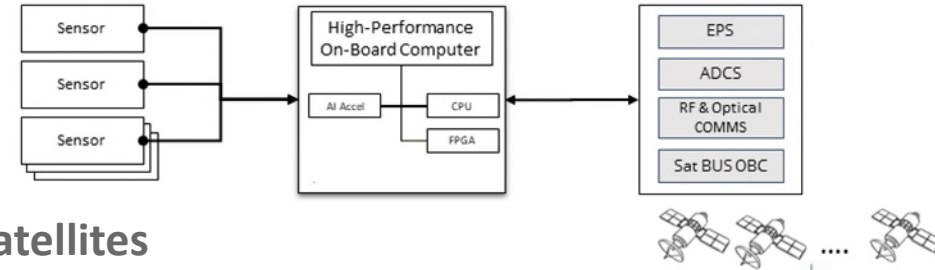 Sensor
Sensor
Sensor
High-Performance
On-Board Computer
AI Accel
CPU
FPGA
EPS
ADCS
RF & Optical
COMMS
Sat BUS OBC
....